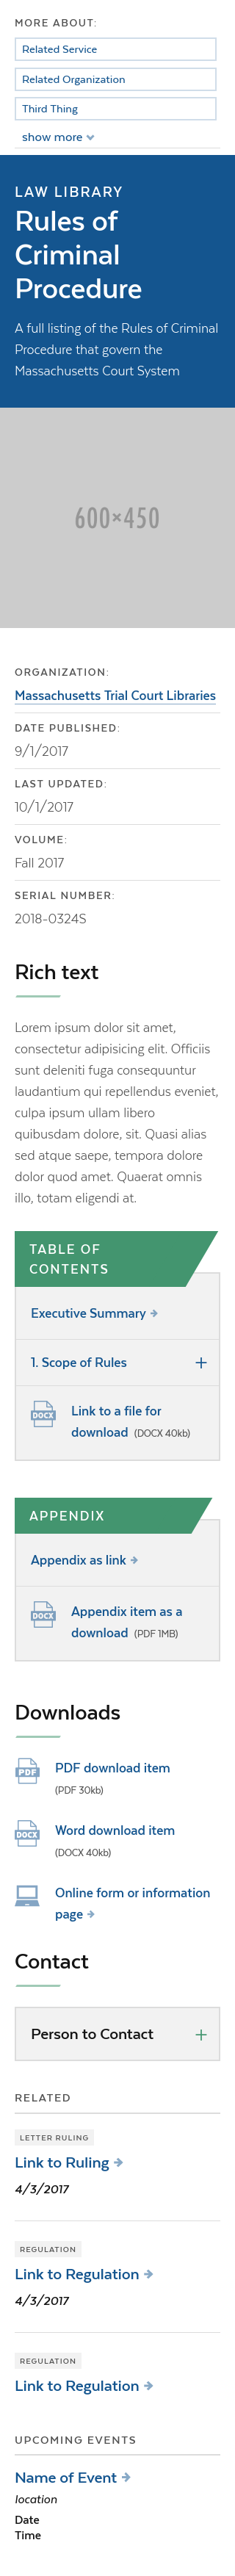 MORE ABOUT:
Related Service
Related Organization
Third Thing
show more
LAW LIBRARY
Rules of
Criminal
Procedure
A full listing of the Rules of Criminal
Procedure that govern the
Massachusetts Court System
600×450
ORGANIZATION:
Massachusetts Trial Court Libraries
DATE PUBLISHED:
9/1/2017
LAST UPDATED:
10/1/2017
VOLUME:
Fall 2017
SERIAL NUMBER:
2018-0324S
Rich text
Lorem ipsum dolor sit amet,
consectetur adipisicing elit. Officiis
sunt deleniti fuga consequuntur
laudantium qui repellendus eveniet,
culpa ipsum ullam libero
quibusdam dolore, sit. Quasi alias
sed atque saepe, tempora dolore
dolor quod amet. Quaerat omnis
illo, totam eligendi at.
TABLE OF
CONTENTS
Executive Summary
1. Scope of Rules
DOCX
Link to a file for
download (DOCX 40kb)
APPENDIX
Appendix as link
DOCX
Appendix item as a
download (PDF 1MB)
Downloads
PDF
PDF download item
(PDF 30kb)
DOCX
Word download item
(DOCX 40kb)
Online form or information
page
Contact
Person to Contact
RELATED
LETTER RULING
Link to Ruling
4/3/2017
REGULATION
Link to Regulation
4/3/2017
REGULATION
Link to Regulation
UPCOMING EVENTS
Name of Event
location
Date
Time